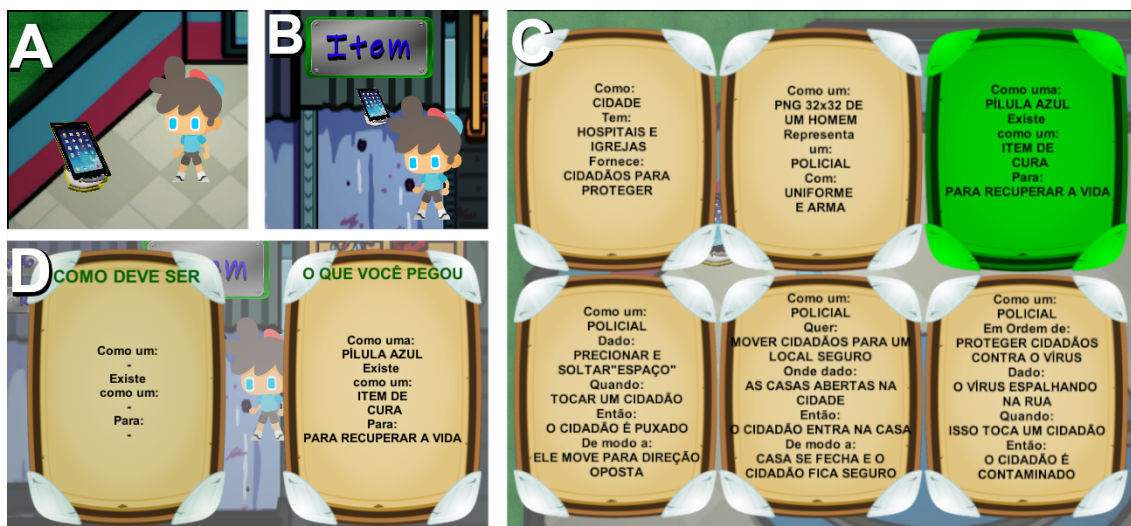 A
B
Item
C
Como:
CIDADE
Tem:
HOSPITAIS E
IGREJAS
Fornece:
CIDADÃOS PARA
PROTEGER
Como um:
PNG 32x32 DE
UM HOMEM
Representa
um:
POLICIAL
Com:
UNIFORME
E ARMA
Como uma:
PÍLULA AZUL
Existe
como um:
ITEM DE
CURA
Para:
PARA RECUPERAR A VIDA
Como um:
POLICIAL
Dado:
PRECIONAR E
SOLTAR"ESPAÇO"
Quando:
TOCAR UM CIDADÃO
Então:
O CIDADÃO É PUXADO
De modo a:
ELE MOVE PARA DIREÇÃO
OPOSTA
Como um:
POLICIAL
Quer:
MOVER CIDADÃOS PARA UM
LOCAL SEGURO
Onde dado:
AS CASAS ABERTAS NA
CIDADE
Então:
O CIDADÃO ENTRA NA CASA
De modo a:
CASA SE FECHA E O
CIDADÃO FICA SEGURO
Como um:
POLICIAL
Em Ordem de:
PROTEGER CIDADÃOS
CONTRA O VÍRUS
Dado:
O VÍRUS ESPALHANDO
NA RUA
Quando:
ISSO TOCA UM CIDADÃO
Então:
O CIDADÃO É
CONTAMINADO
D
COMO DEVE SER
Como um:
-
Existe
como um:
-
Para:
-
O QUE VOCÊ PEGOU
Como uma:
PÍLULA AZUL
Existe
como um:
ITEM DE
CURA
Para:
PARA RECUPERAR A VIDA